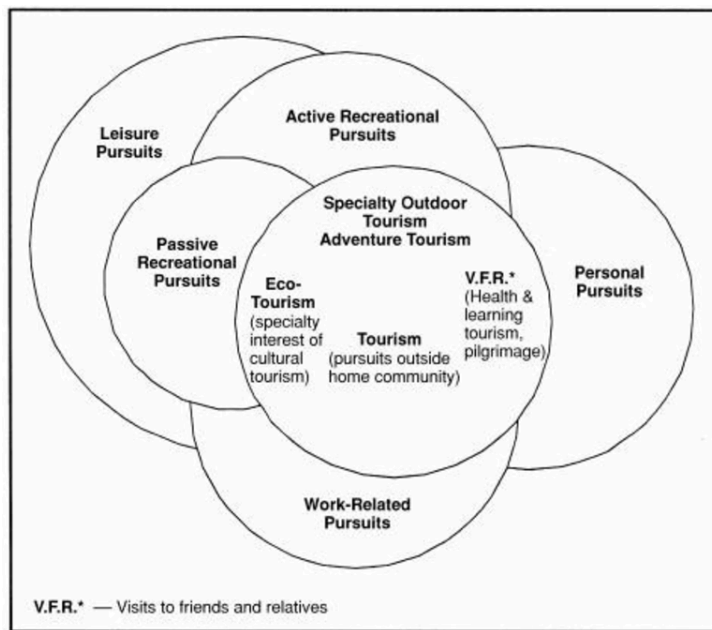 Active Recreational
Pursuits
Leisure
Pursuits
Specialty Outdoor
Tourism
Adventure Tourism
Passive
Recreational
Pursuits
Eco-
Tourism
(specialty
interest of
cultural
tourism)
Tourism
(pursuits outside
home community)
V.F.R.*
(Health &
learning
tourism,
pilgrimage)
Personal
Pursuits
Work-Related
Pursuits
V.F.R.* — Visits to friends and relatives